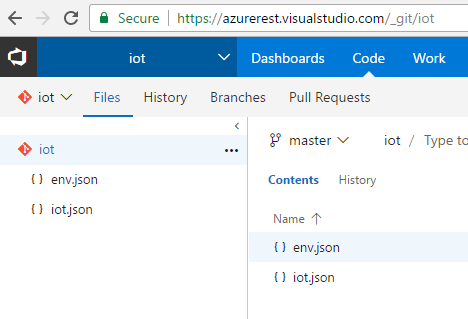 Secure https://azurerest.visualstudio.com/_git/iot
iot Dashboards Code Work
iot Files History Branches Pull Requests
iot
{ } env.json
{ } iot.json
master iot / Type to
Contents History
Name ↑
{ } env.json
{ } iot.json